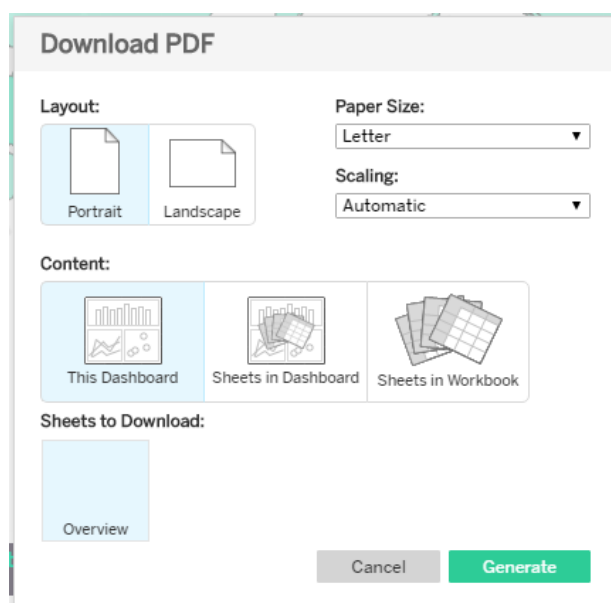 Download PDF
Layout:
Paper Size:
Letter
Scaling:
Automatic
Portrait
Landscape
Content:
This Dashboard
Sheets in Dashboard
Sheets in Workbook
Sheets to Download:
Overview
Cancel
Generate